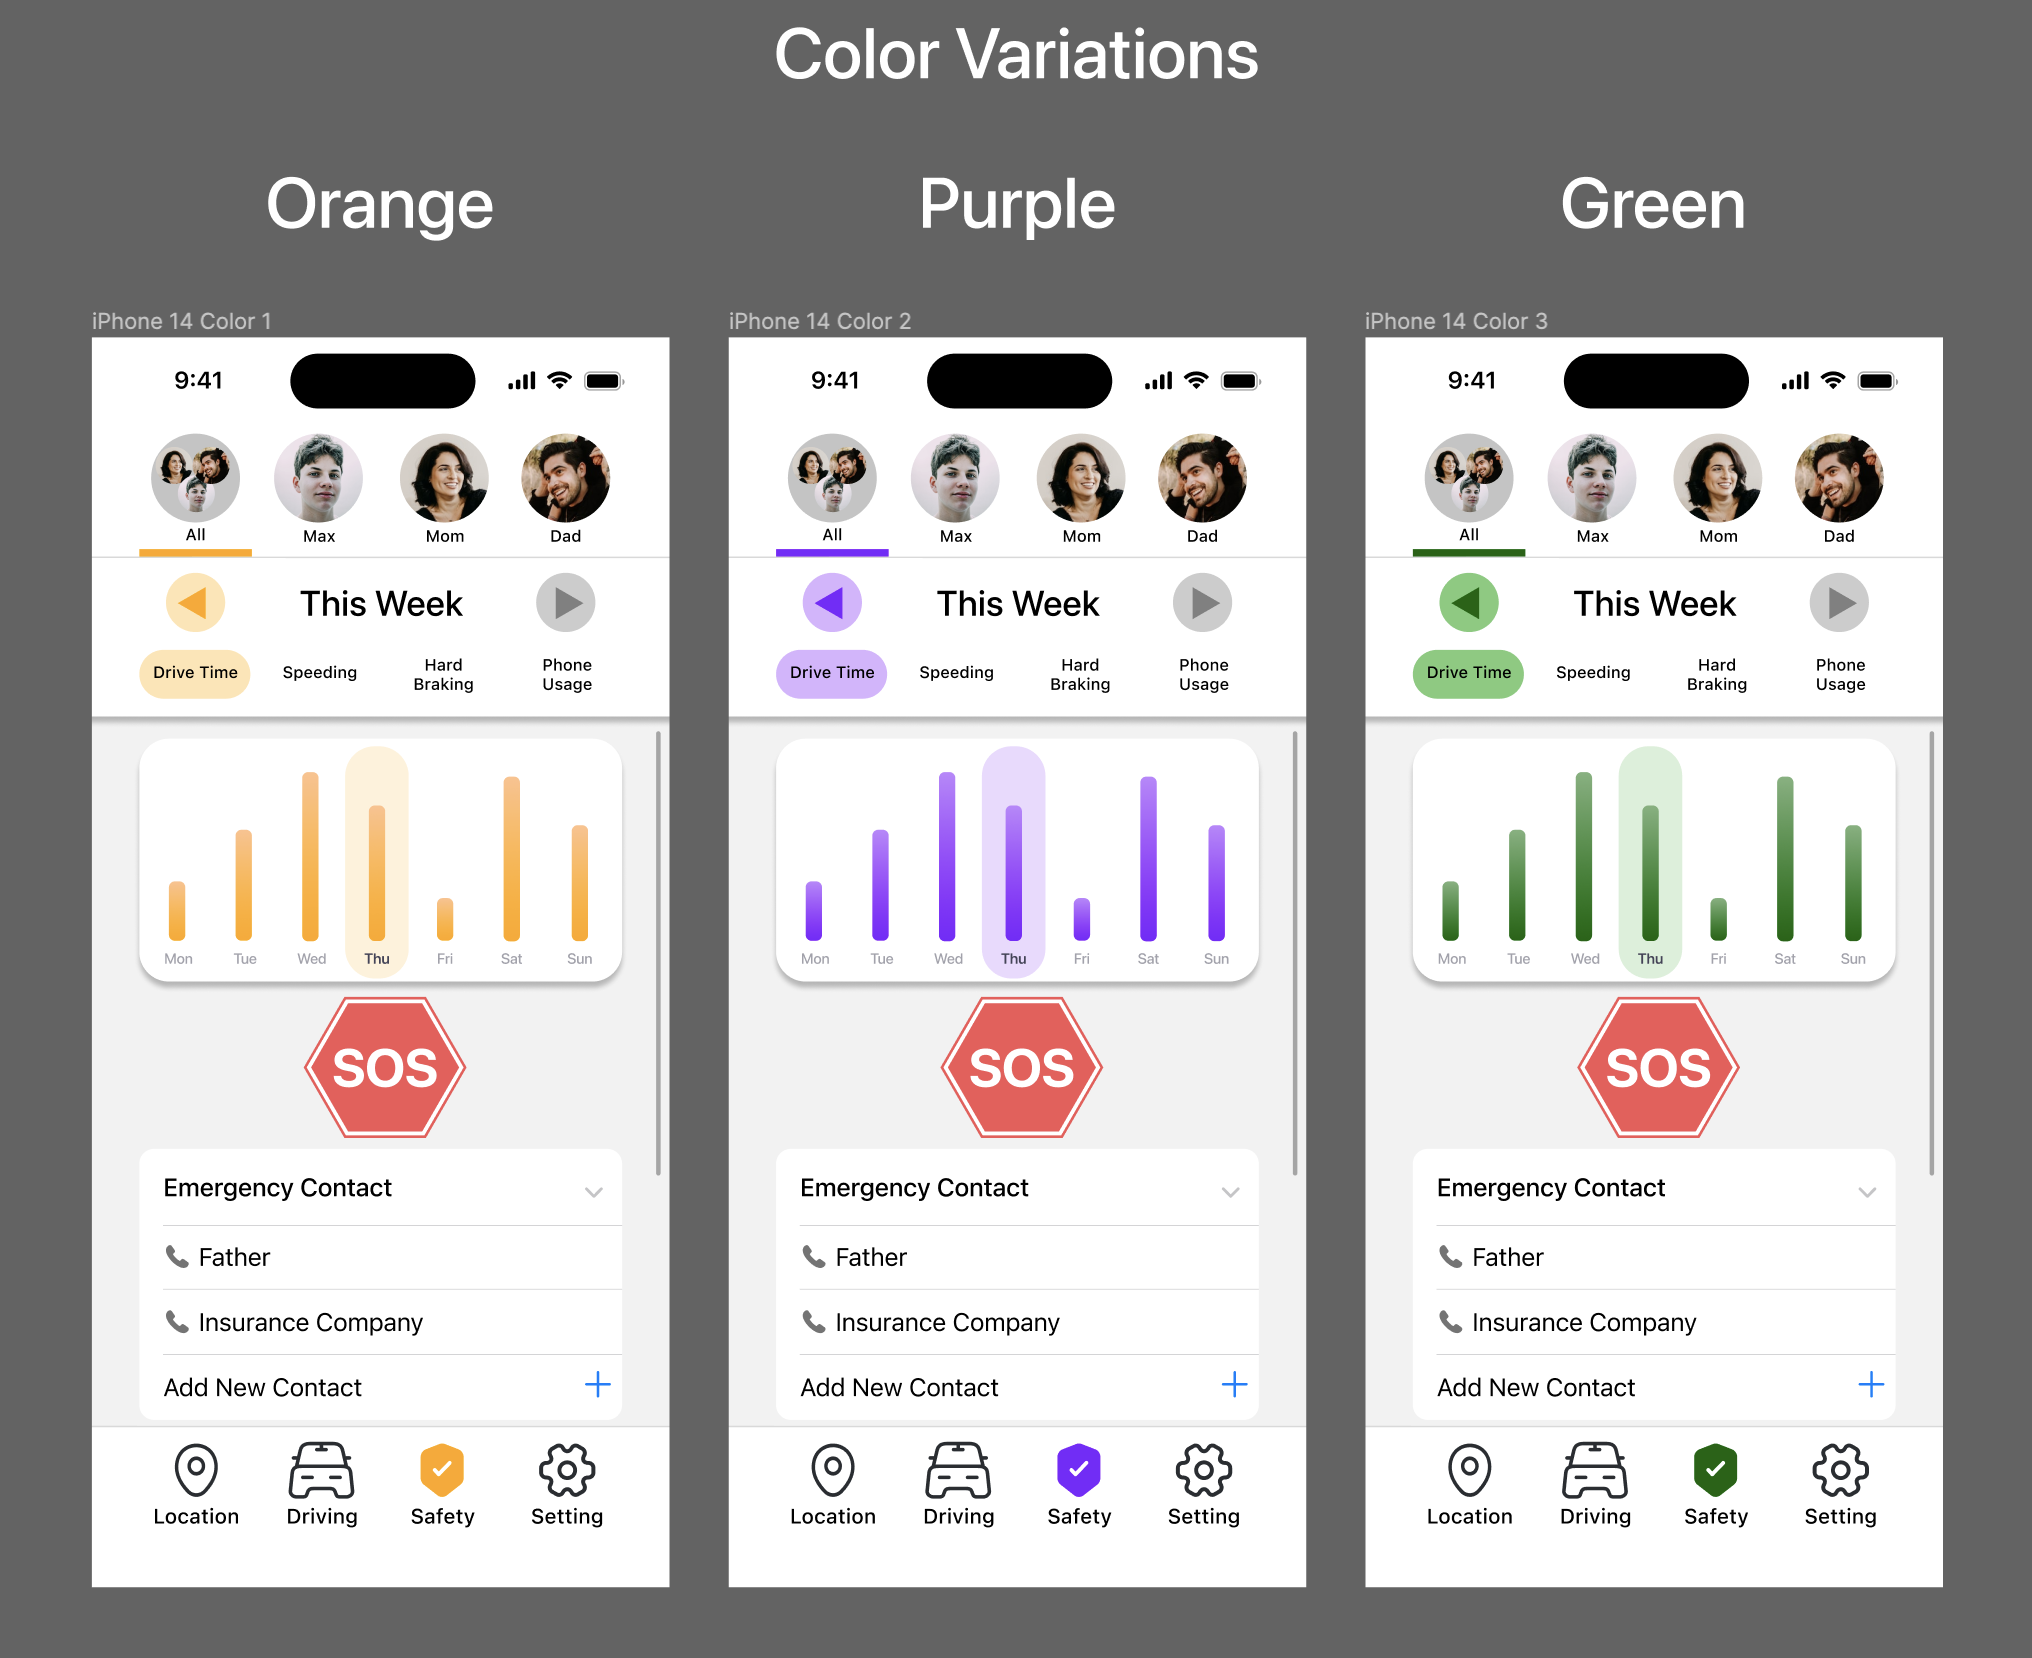 Color Variations
Orange
Purple
Green
iPhone 14 Color 1
9:41
All
Max
Mom
Dad
This Week
Drive Time
Speeding
Hard
Braking
Phone
Usage
Mon
Tue
Wed
Thu
Fri
Sat
Sun
SOS
Emergency Contact
Father
Insurance Company
Add New Contact
Location
Driving
Safety
Setting
iPhone 14 Color 2
9:41
All
Max
Mom
Dad
This Week
Drive Time
Speeding
Hard
Braking
Phone
Usage
Mon
Tue
Wed
Thu
Fri
Sat
Sun
SOS
Emergency Contact
Father
Insurance Company
Add New Contact
Location
Driving
Safety
Setting
iPhone 14 Color 3
9:41
All
Max
Mom
Dad
This Week
Drive Time
Speeding
Hard
Braking
Phone
Usage
Mon
Tue
Wed
Thu
Fri
Sat
Sun
SOS
Emergency Contact
Father
Insurance Company
Add New Contact
Location
Driving
Safety
Setting